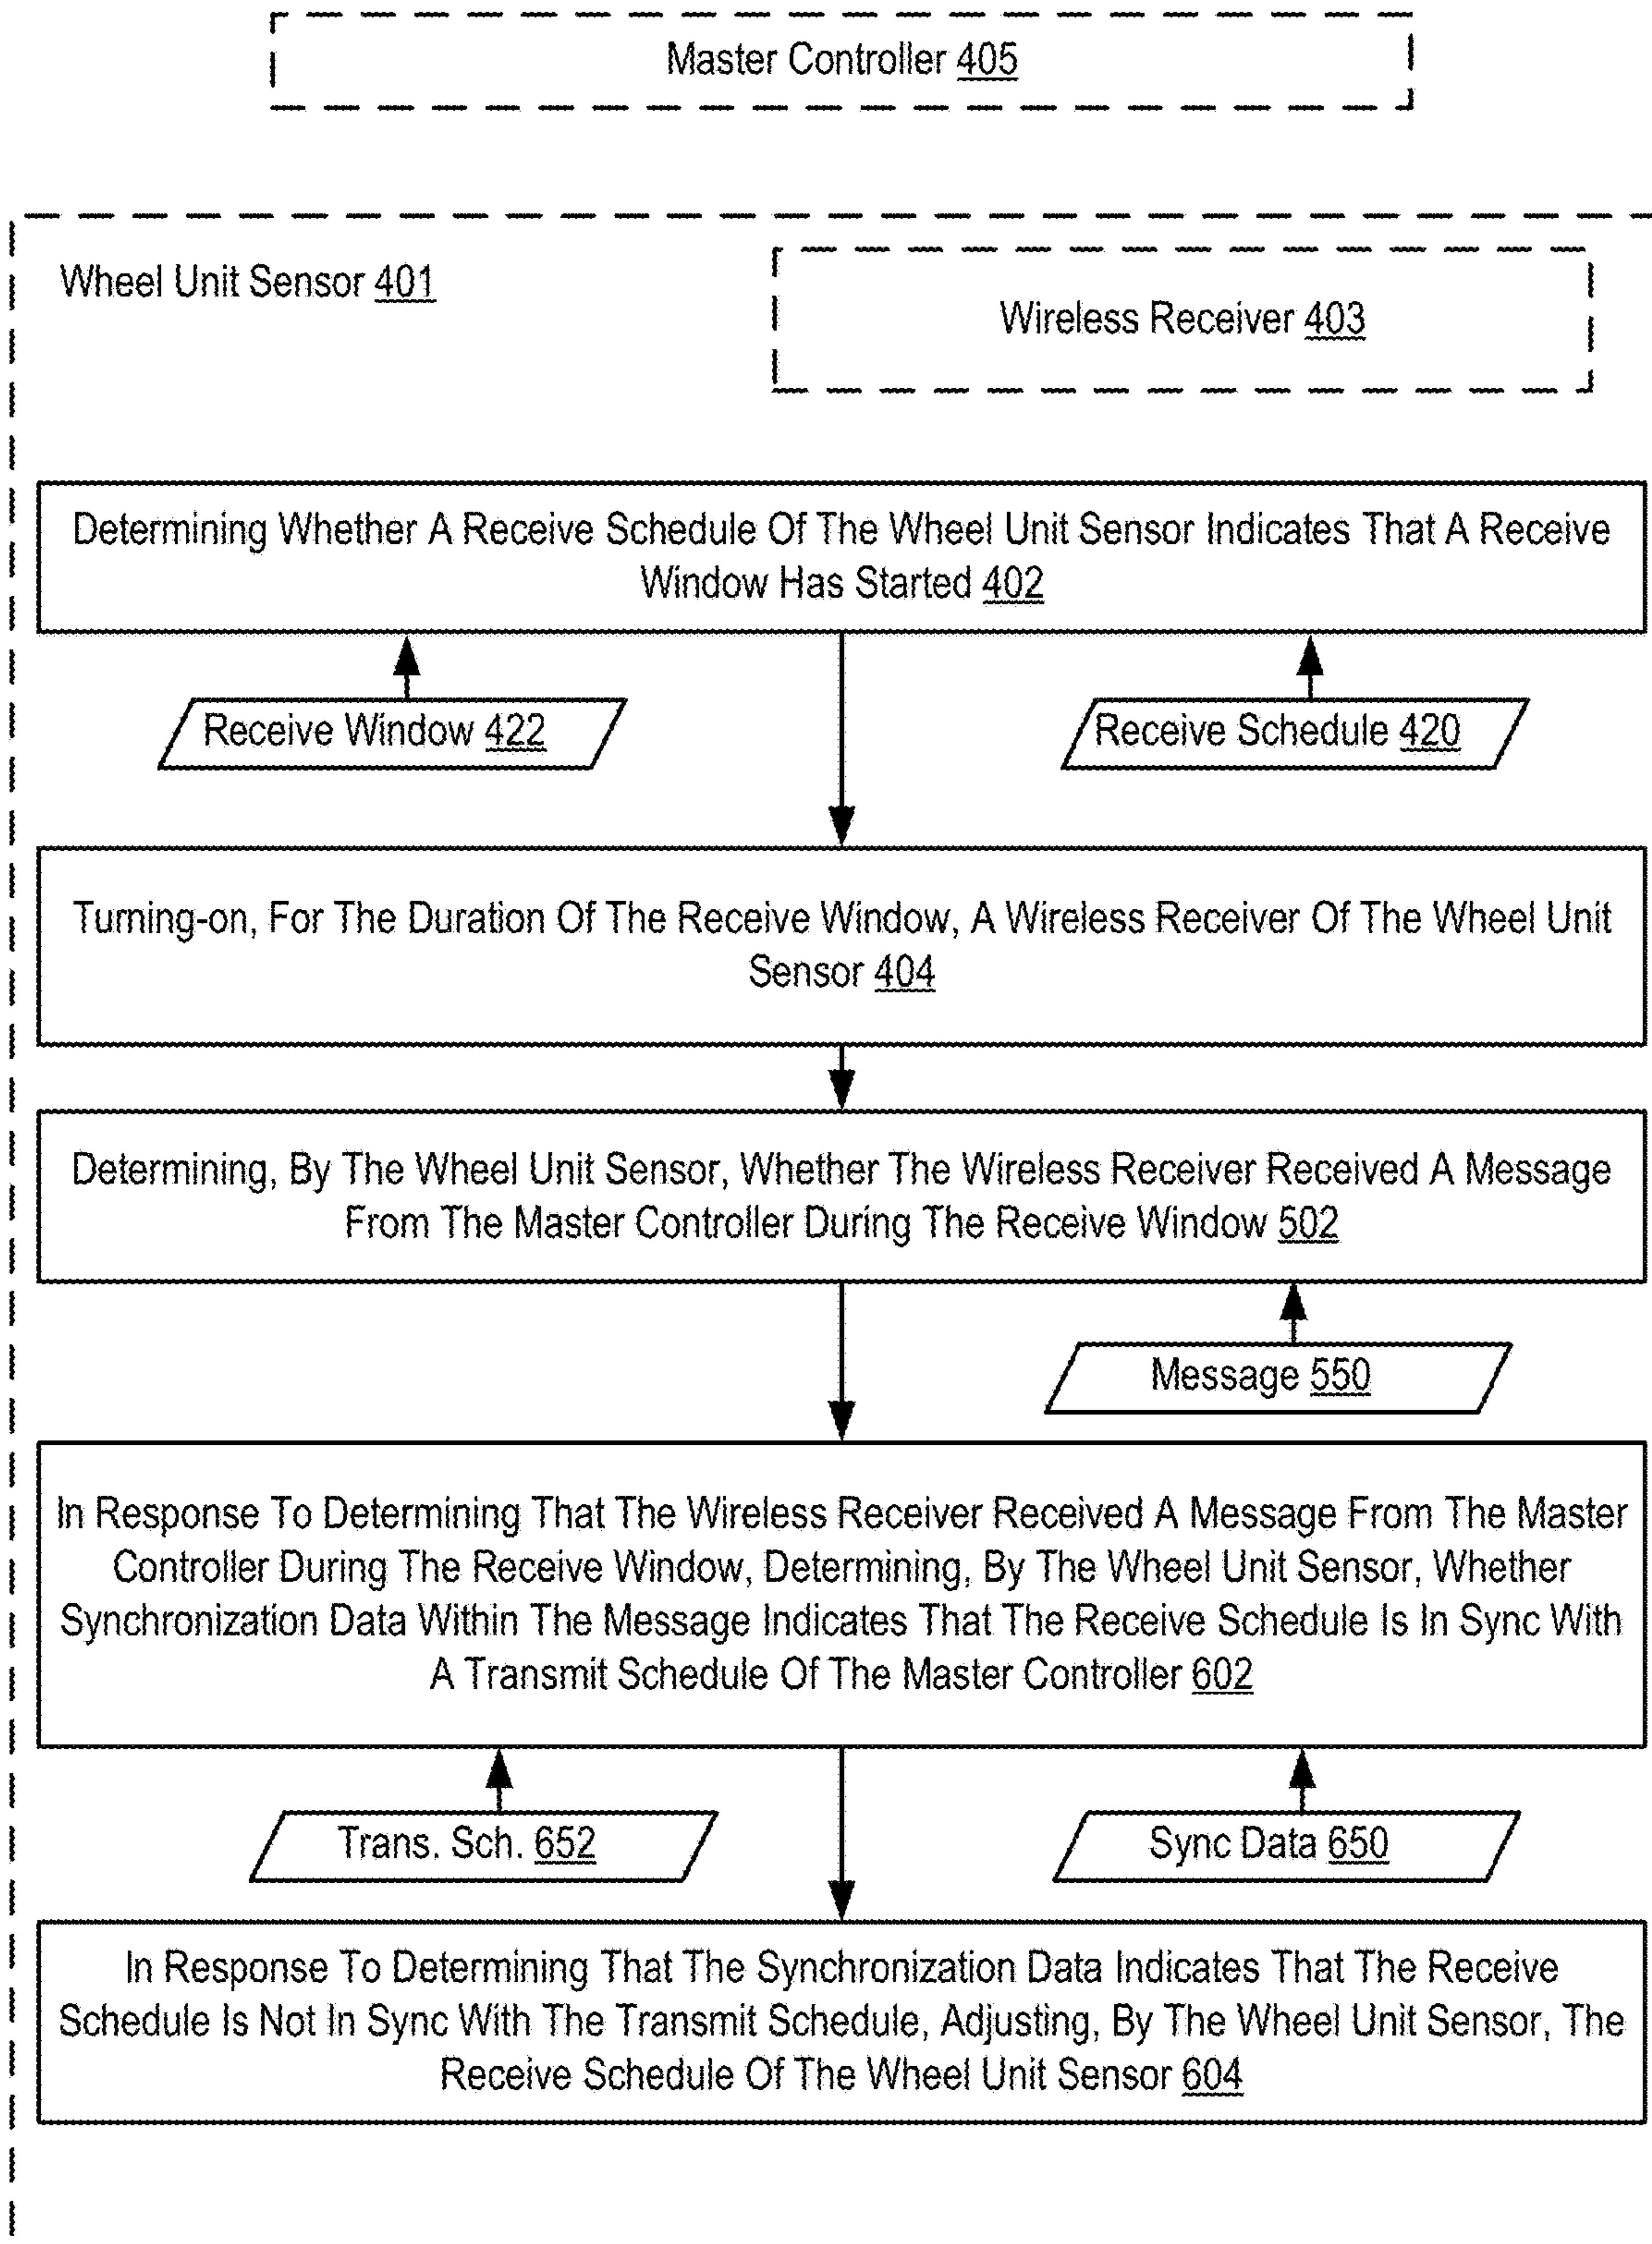 Master Controller 405
Wheel Unit Sensor 401
Wireless Receiver 403
Determining Whether A Receive Schedule Of The Wheel Unit Sensor Indicates That A Receive
Window Has Started 402
Receive Window 422
Receive Schedule 420
Turning-on, For The Duration Of The Receive Window, A Wireless Receiver Of The Wheel Unit
Sensor 404
Determining, By The Wheel Unit Sensor, Whether The Wireless Receiver Received A Message
From The Master Controller During The Receive Window 502
Message 550
In Response To Determining That The Wireless Receiver Received A Message From The Master
Controller During The Receive Window, Determining, By The Wheel Unit Sensor, Whether
Synchronization Data Within The Message Indicates That The Receive Schedule Is In Sync With
A Transmit Schedule Of The Master Controller 602
Trans. Sch. 652
Sync Data 650
In Response To Determining That The Synchronization Data Indicates That The Receive
Schedule Is Not In Sync With The Transmit Schedule, Adjusting, By The Wheel Unit Sensor, The
Receive Schedule Of The Wheel Unit Sensor 604